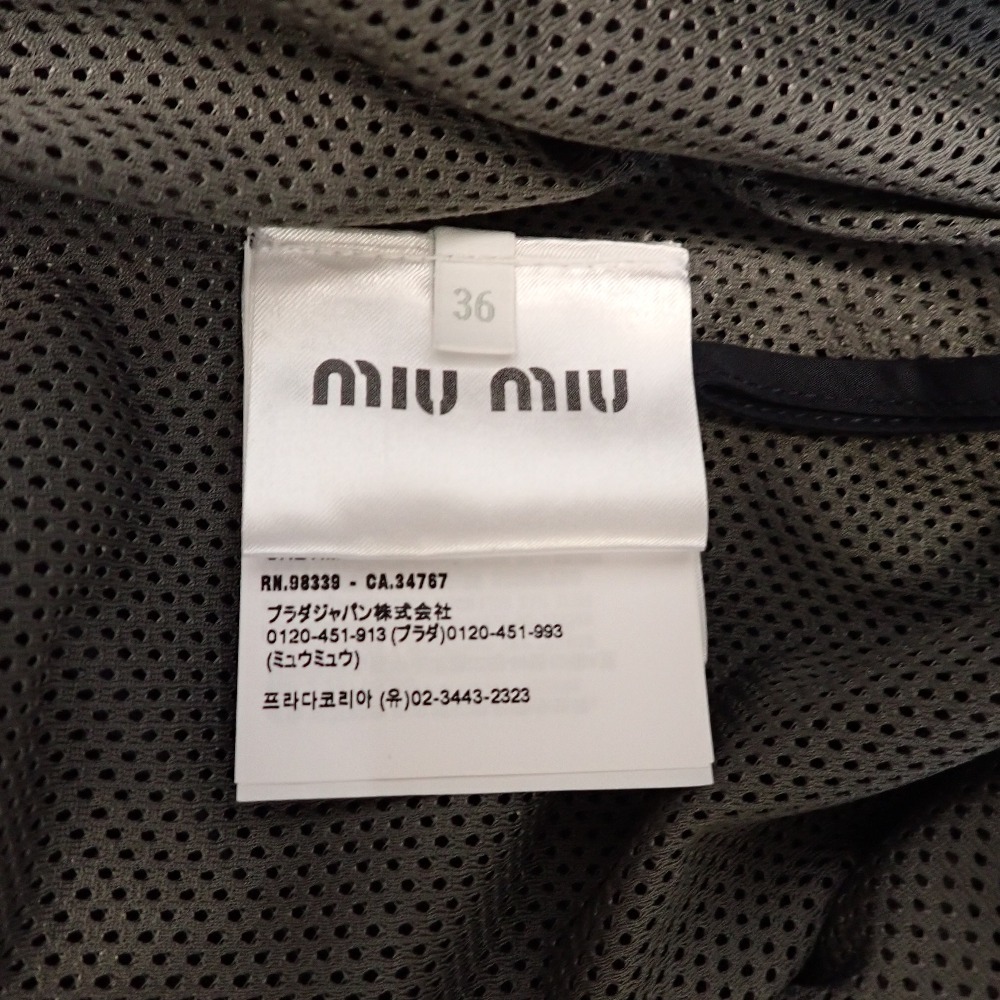 36
miu miu
RN.98339 - CA.34767
プラダジャパン株式会社
0120-451-913 (プラダ)0120-451-993
(ミュウミュウ)
프라다코리아 (유)02-3443-2323